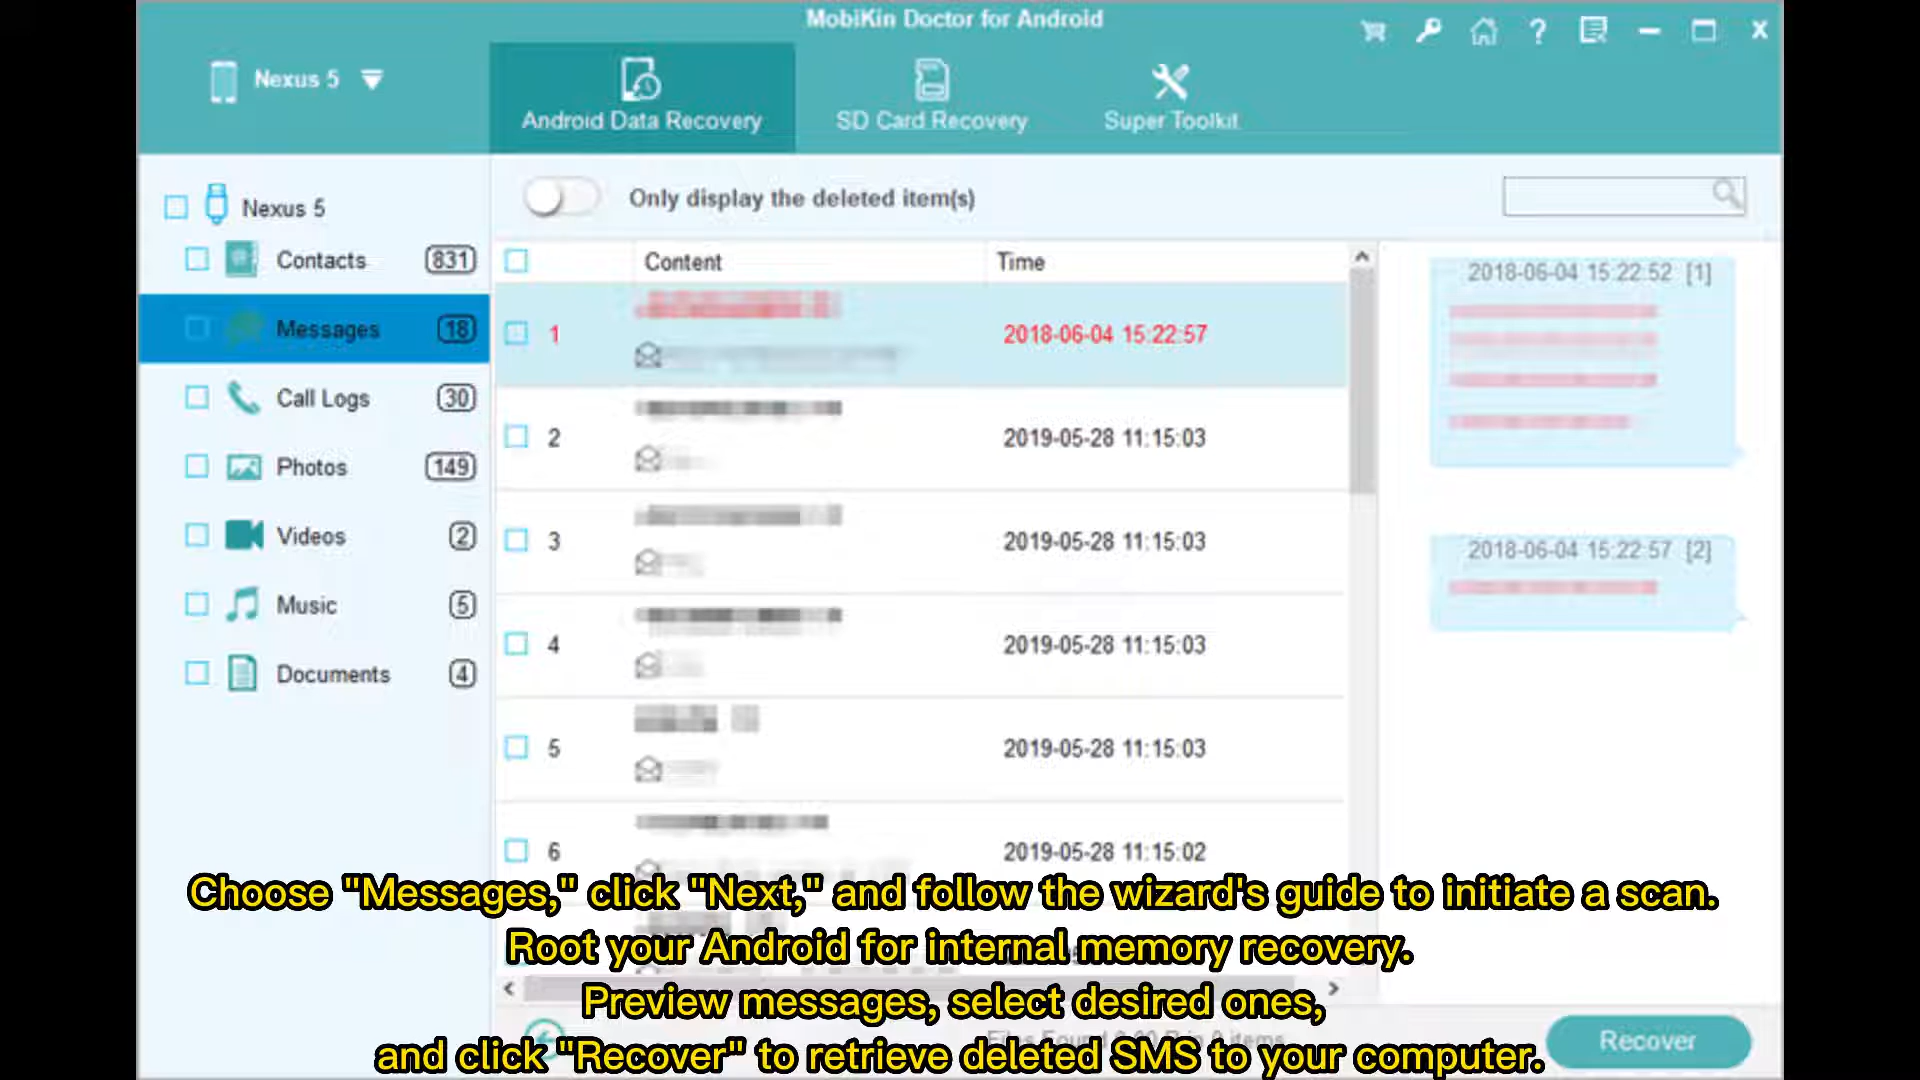 MobiKin Doctor for Android
Nexus 5
Android Data Recovery
SD Card Recovery
Super Toolkit
Nexus 5
Only display the deleted item(s)
Contacts (831)
Messages (18)
Call Logs (30)
Photos (149)
Videos (2)
Music (5)
Documents (4)
Content Time
1 2018-06-04 15:22:57
2 2019-05-28 11:15:03
3 2019-05-28 11:15:03
4 2019-05-28 11:15:03
5 2019-05-28 11:15:03
6 2019-05-28 11:15:02
2018-06-04 15:22:52 [1]
2018-06-04 15:22:57 [2]
Choose "Messages," click "Next," and follow the wizard's guide to initiate a scan.
Root your Android for internal memory recovery.
Preview messages, select desired ones,
and click "Recover" to retrieve deleted SMS to your computer.
Recover